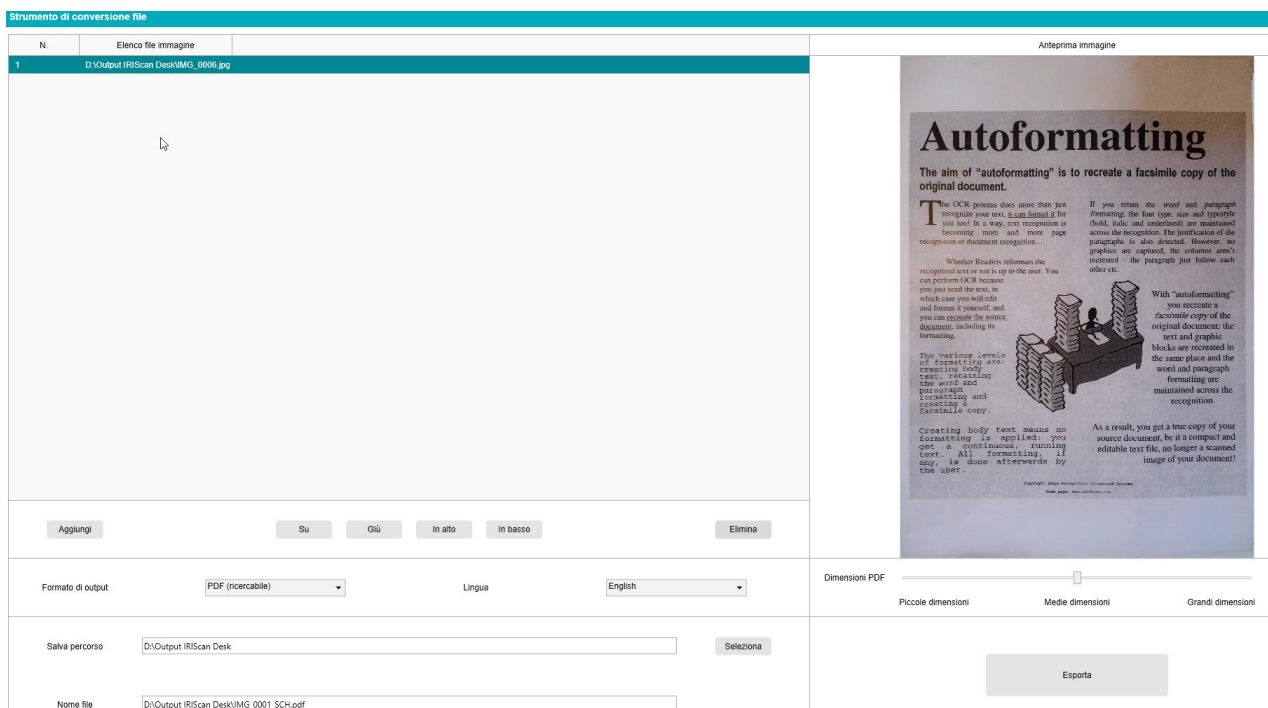 Strumento di conversione file
N. Elenco file immagine
1 D:\Output IRIScan Desk\IMG_0006.jpg
Aggiungi Su Giù In alto In basso Elimina
Formato di output PDF (ricercabile) Lingua English
Salva percorso D:\Output IRIScan Desk Seleziona
Nome file D:\Output IRIScan Desk\IMG_0001_SCH.pdf
Anteprima immagine
Autoformatting
The aim of “autoformatting” is to recreate a facsimile copy of the
original document.
The OCR process does more than just
recognize your text, it can format it for
you too! In a way, text recognition is
becoming more and more page
recognition or document recognition…
Whether Readiris reformats the
recognized text or not is up to the user. You
can perform OCR because
you just need the text, in
which case you will edit
and format it yourself, and
you can recreate the source
document, including its
formatting.
The various levels
of formatting are:
creating body
text, retaining
the word and
paragraph
formatting and
creating a
facsimile copy.
Creating body text means no
formatting is applied: you
get a continuous, running
text. All formatting, if
any, is done afterwards by
the user.
If you retain the word and paragraph
formatting, the font type, size and typestyle
(bold, italic and underlined) are maintained
across the recognition. The justification of the
paragraphs is also detected. However, no
graphics are captured, the columns aren’t
recreated - the paragraph just follow each
other etc.
With “autoformatting”
you recreate a
facsimile copy of the
original document: the
text and graphic
blocks are recreated in
the same place and the
word and paragraph
formatting are
maintained across the
recognition.
As a result, you get a true copy of your
source document, be it a compact and
editable text file, no longer a scanned
image of your document!
Copyright Image Recognition Integrated Systems
Home page:
Dimensioni PDF
Piccole dimensioni Medie dimensioni Grandi dimensioni
Esporta